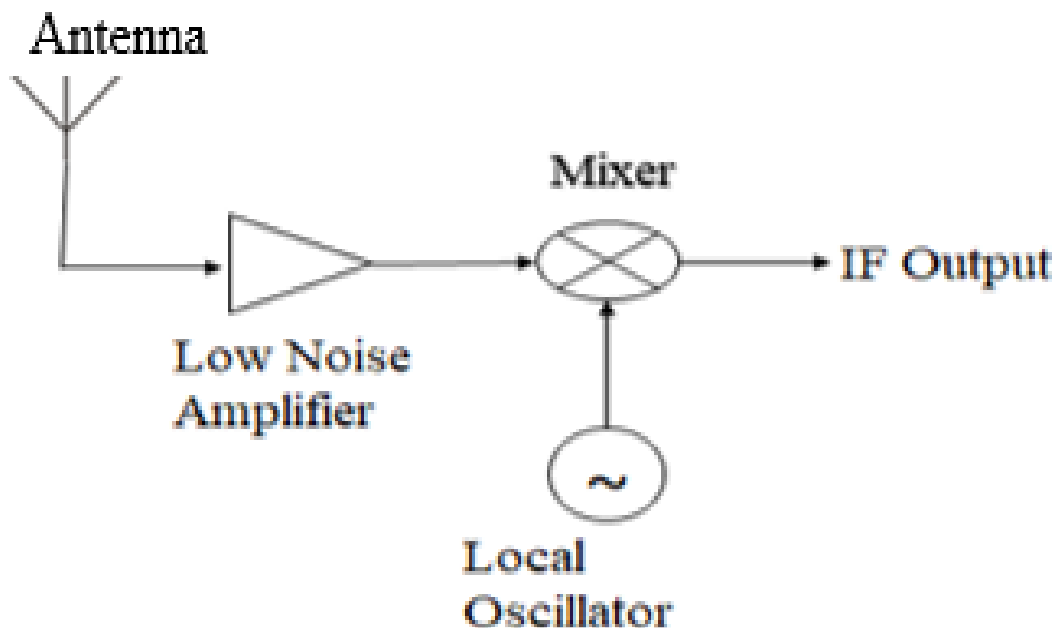 Antenna
Mixer
IF Output
Low Noise
Amplifier
~
Local
Oscillator